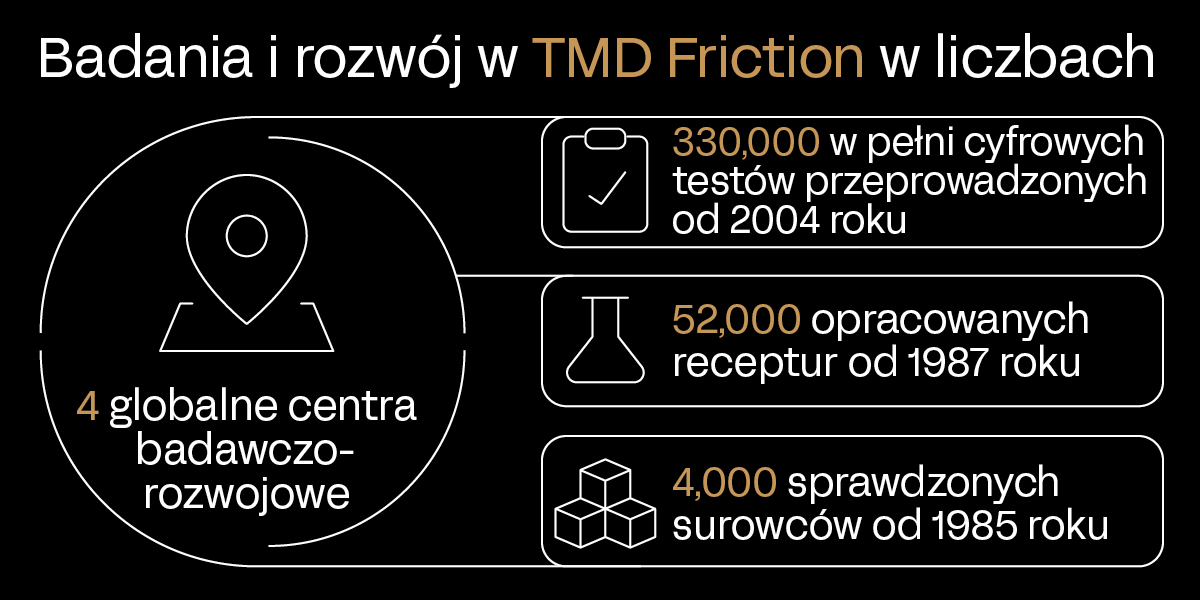 Badania i rozwój w TMD Friction w liczbach
4 globalne centra
badawczo-
rozwojowe
330,000 w pełni cyfrowych
testów przeprowadzonych
od 2004 roku
52,000 opracowanych
receptur od 1987 roku
4,000 sprawdzonych
surowców od 1985 roku